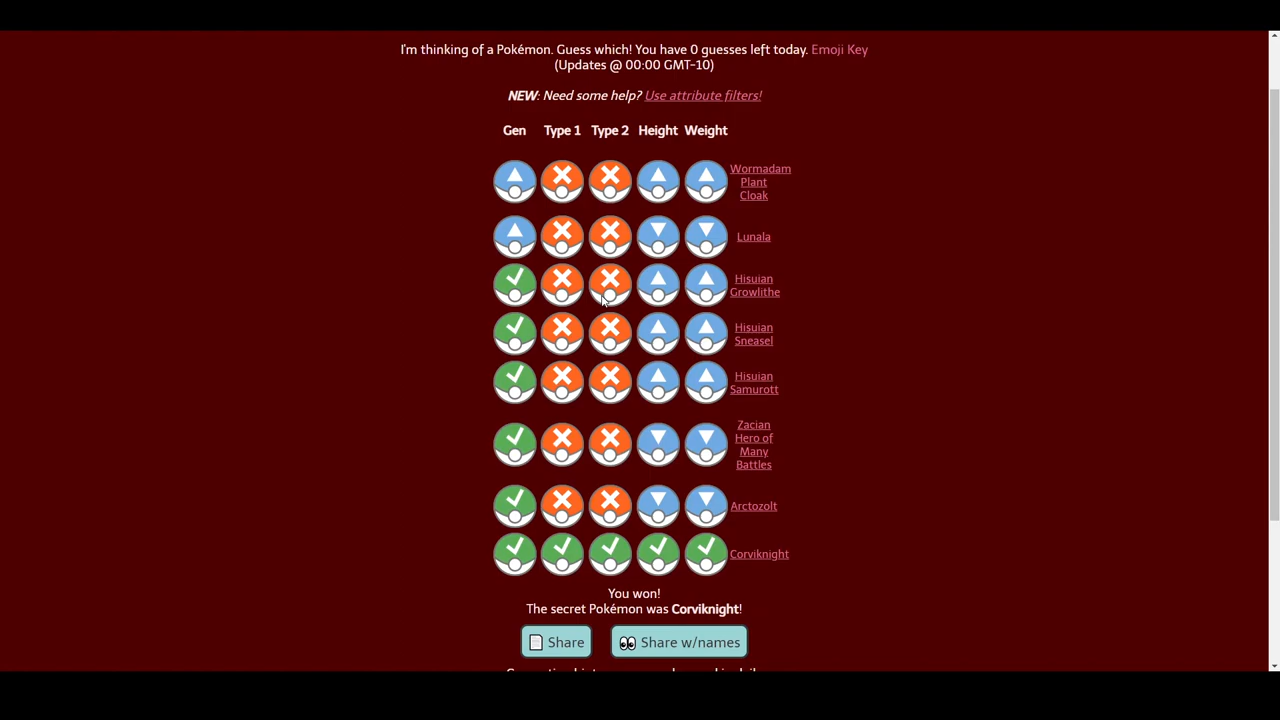 I'm thinking of a Pokémon. Guess which! You have 0 guesses left today. Emoji Key
(Updates @ 00:00 GMT-10)
NEW: Need some help? Use attribute filters!
Gen Type 1 Type 2 Height Weight
Wormadam
Plant
Cloak
Lunala
Hisuian
Growlithe
Hisuian
Sneasel
Hisuian
Samurott
Zacian
Hero of
Many
Battles
Arctozolt
Corviknight
You won!
The secret Pokémon was Corviknight!
Share
Share w/names